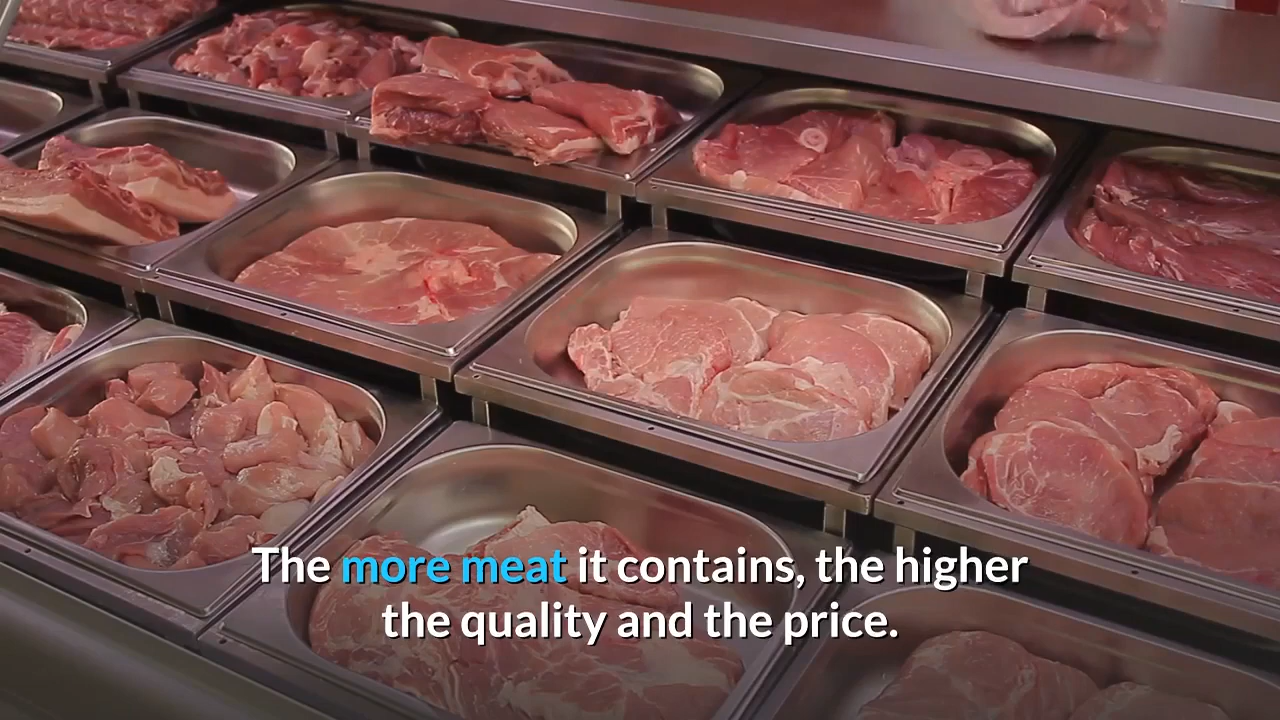 The more meat it contains, the higher
the quality and the price.